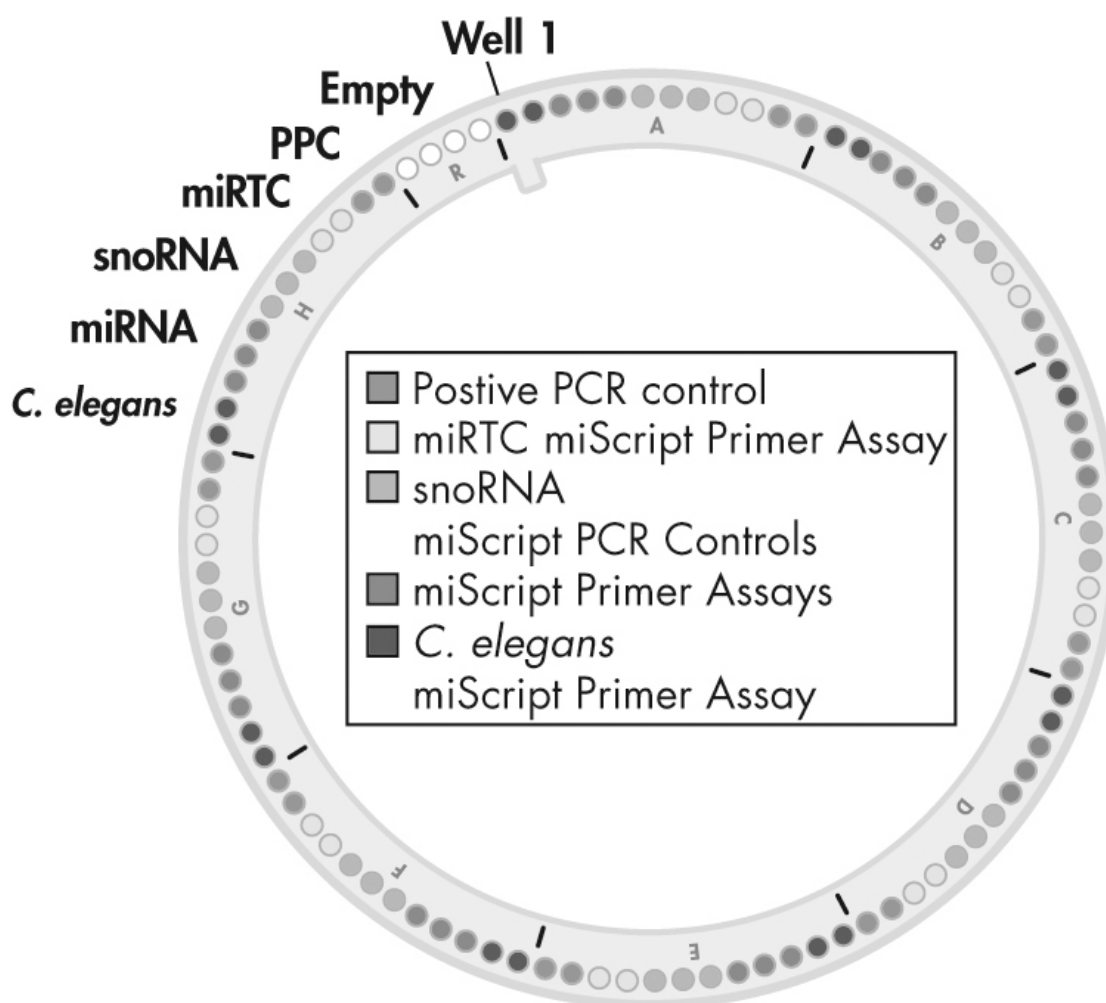 Well 1
Empty
PPC
miRTC
snoRNA
miRNA
C. elegans
A
B
C
D
E
F
G
H
R
Postive PCR control
miRTC miScript Primer Assay
snoRNA
miScript PCR Controls
miScript Primer Assays
C. elegans
miScript Primer Assay